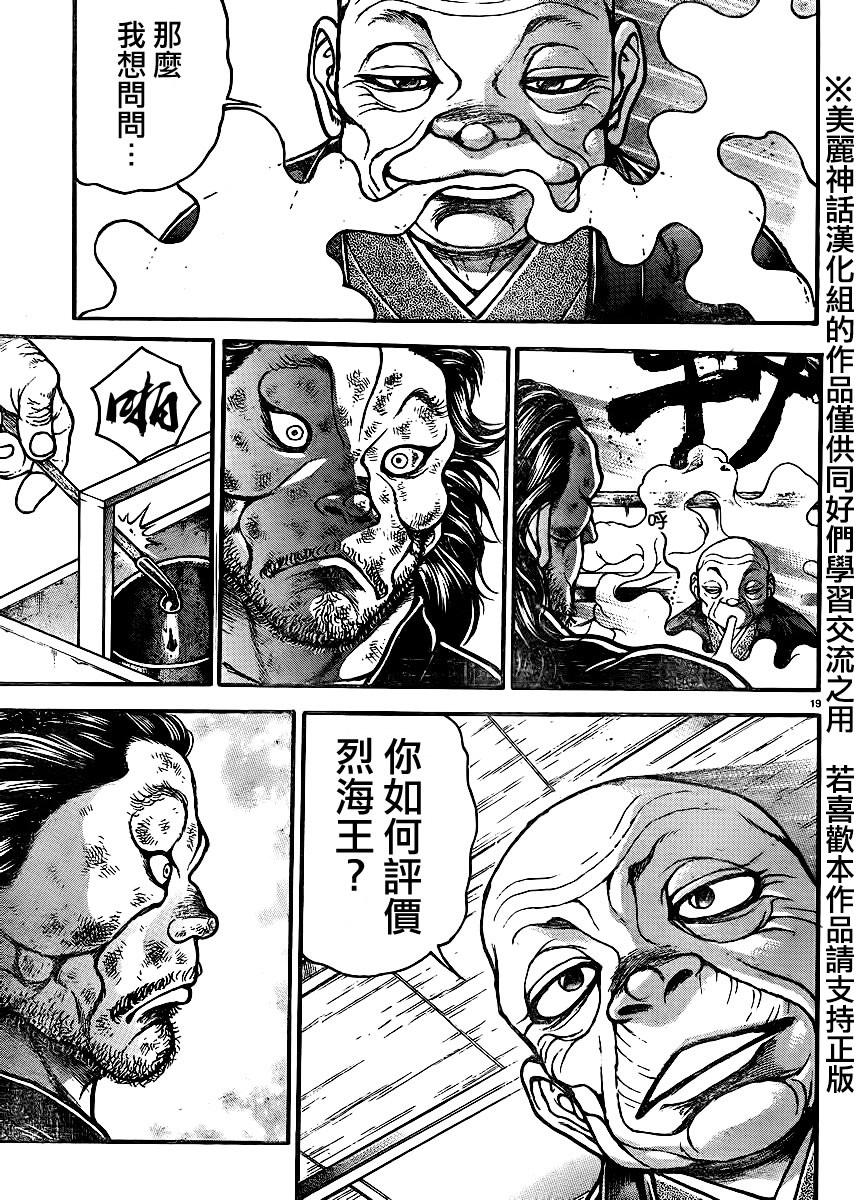 那麼
我想問問…
呼
啪
19
你如何評價
烈海王？
※美麗神話漢化組的作品僅供同好們學習交流之用 若喜歡本作品請支持正版